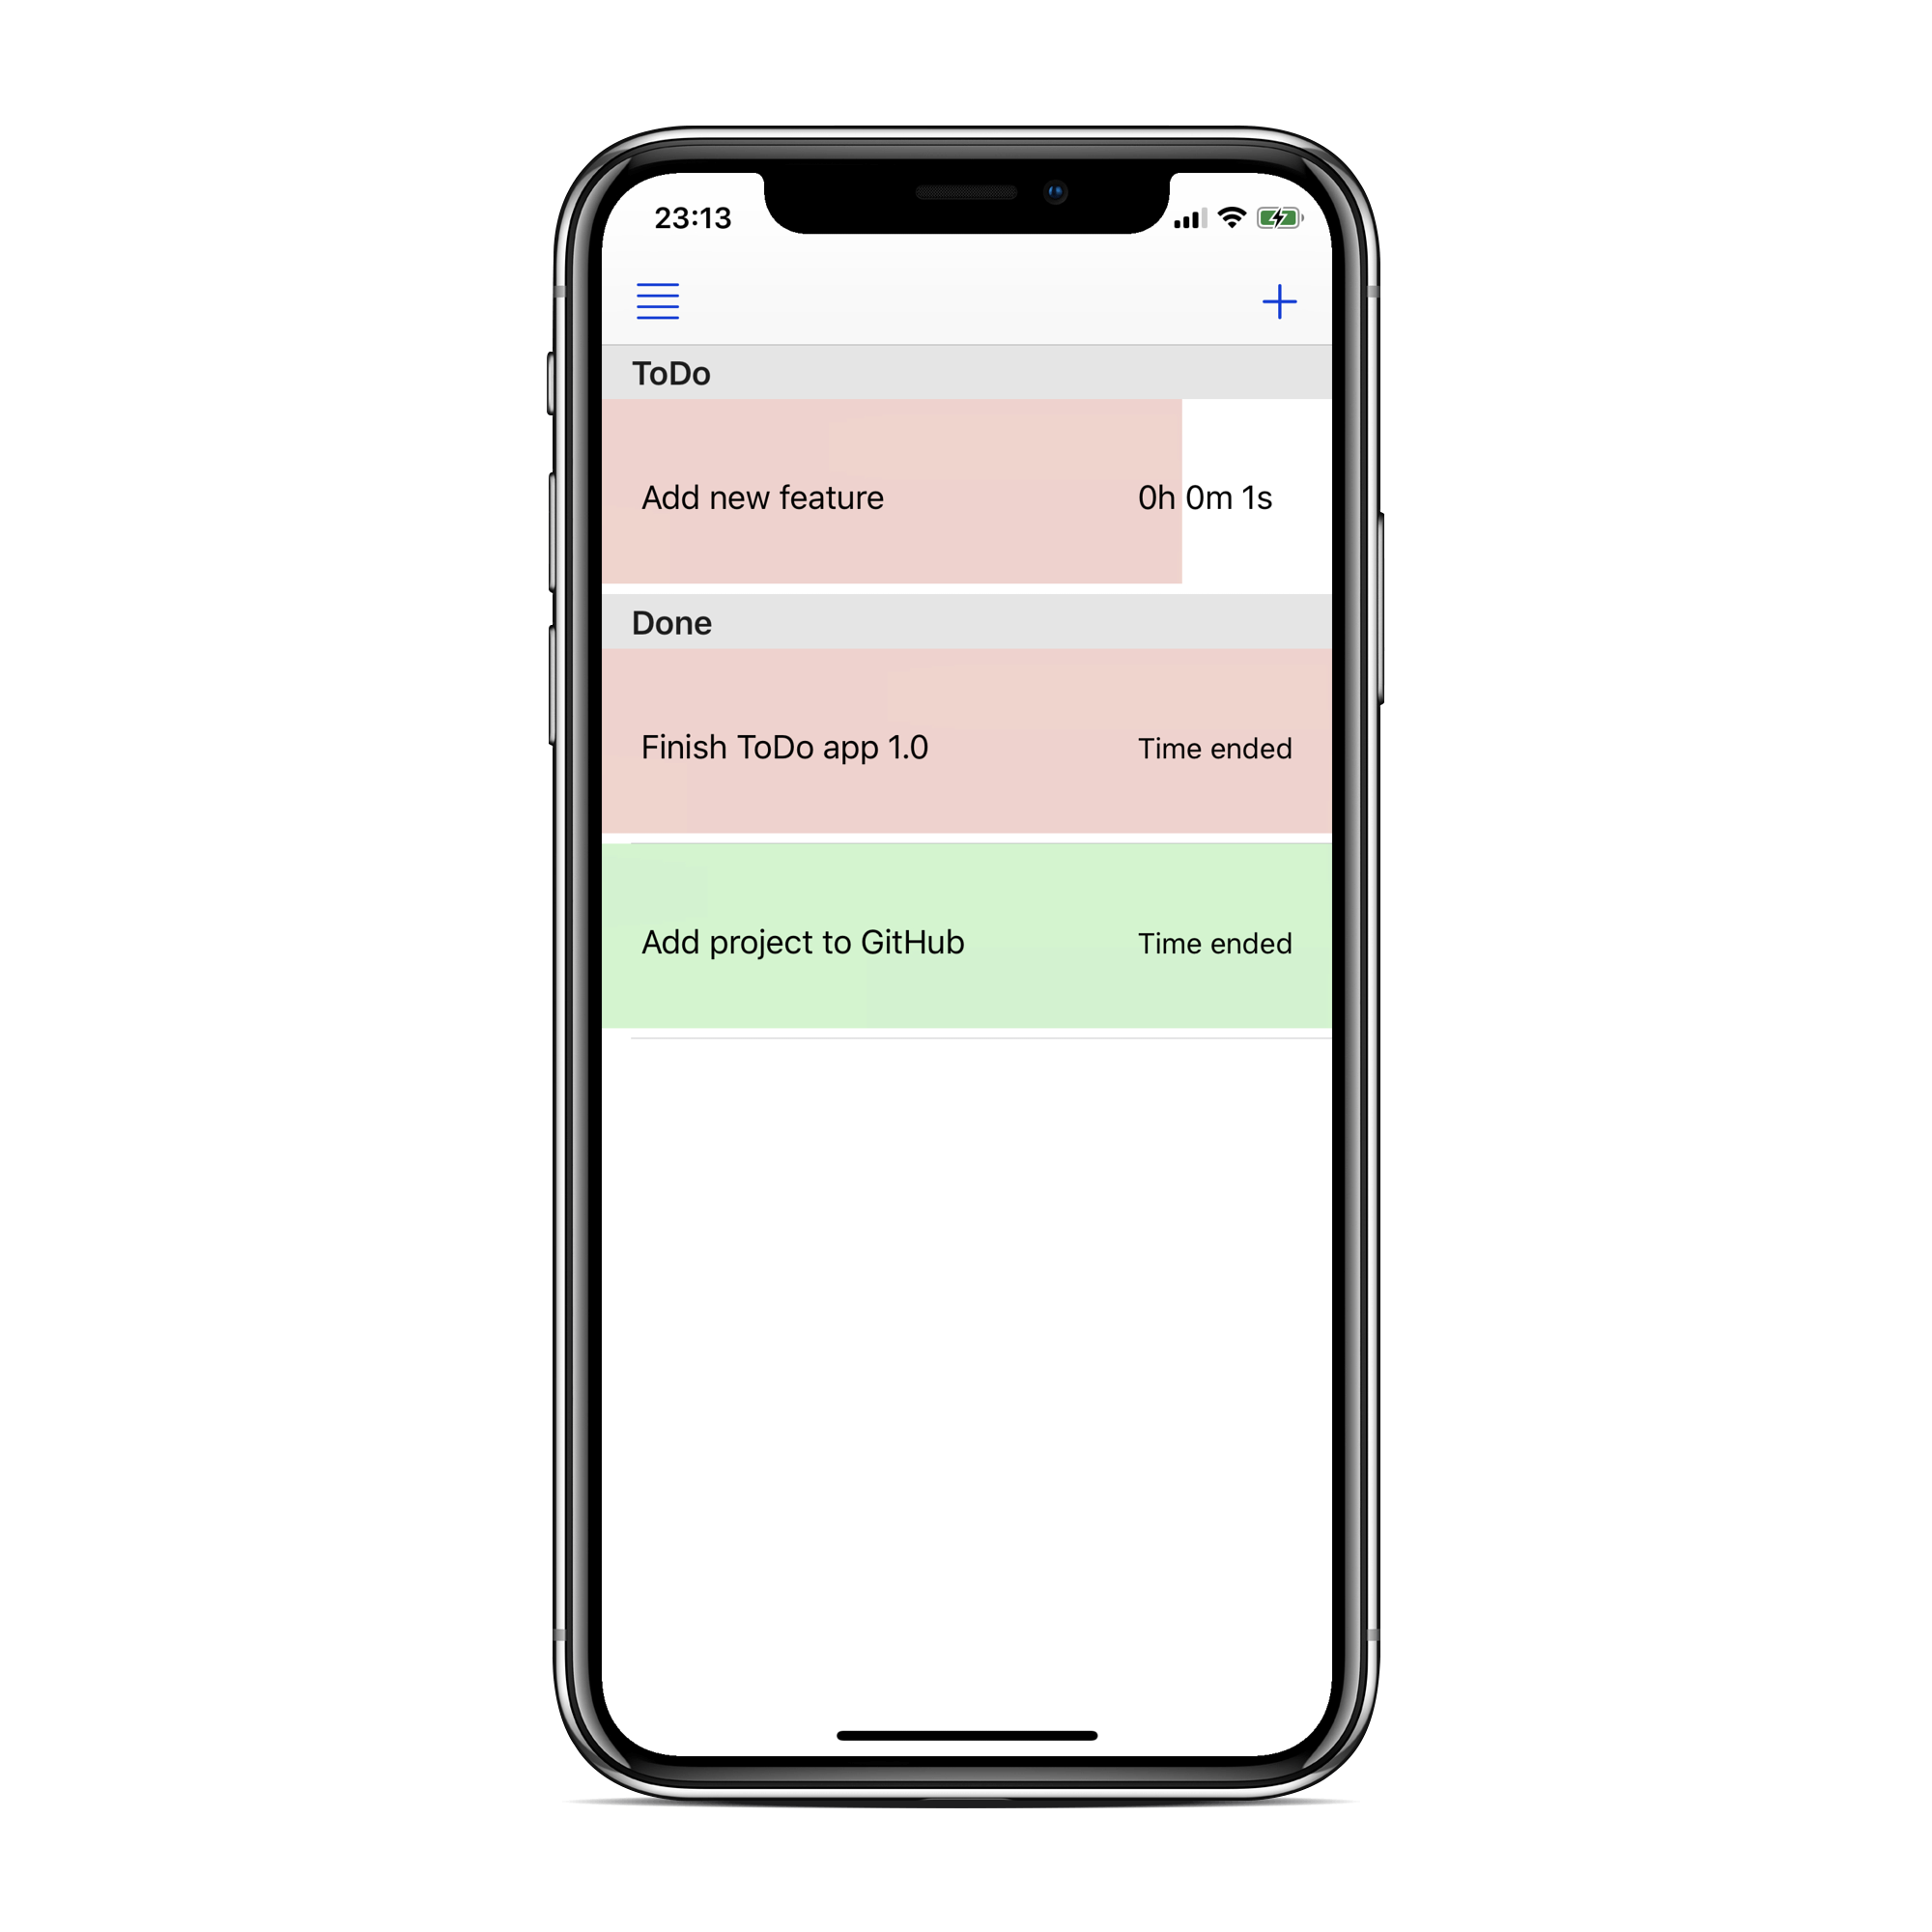 23:13
ToDo
Add new feature 0h 0m 1s
Done
Finish ToDo app 1.0 Time ended
Add project to GitHub Time ended